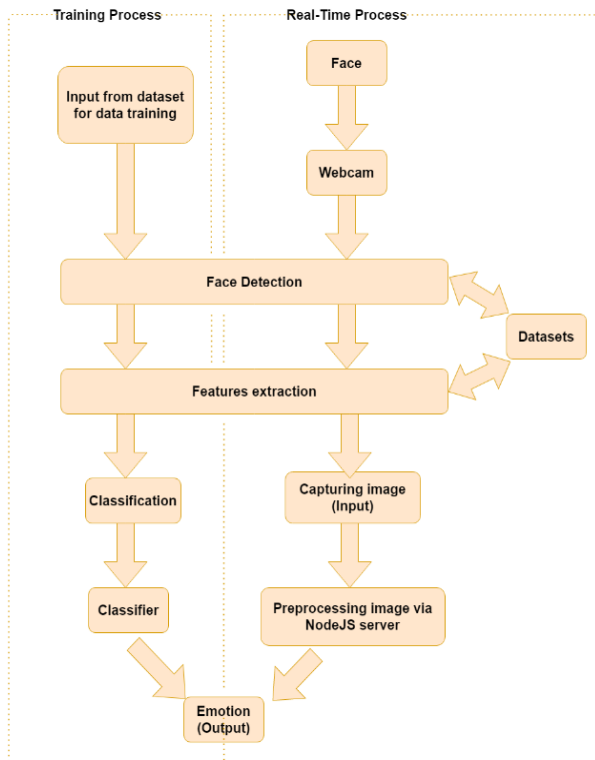 Training Process
Real-Time Process
Face
Input from dataset
for data training
Webcam
Face Detection
Datasets
Features extraction
Classification
Capturing image
(Input)
Classifier
Preprocessing image via
NodeJS server
Emotion
(Output)